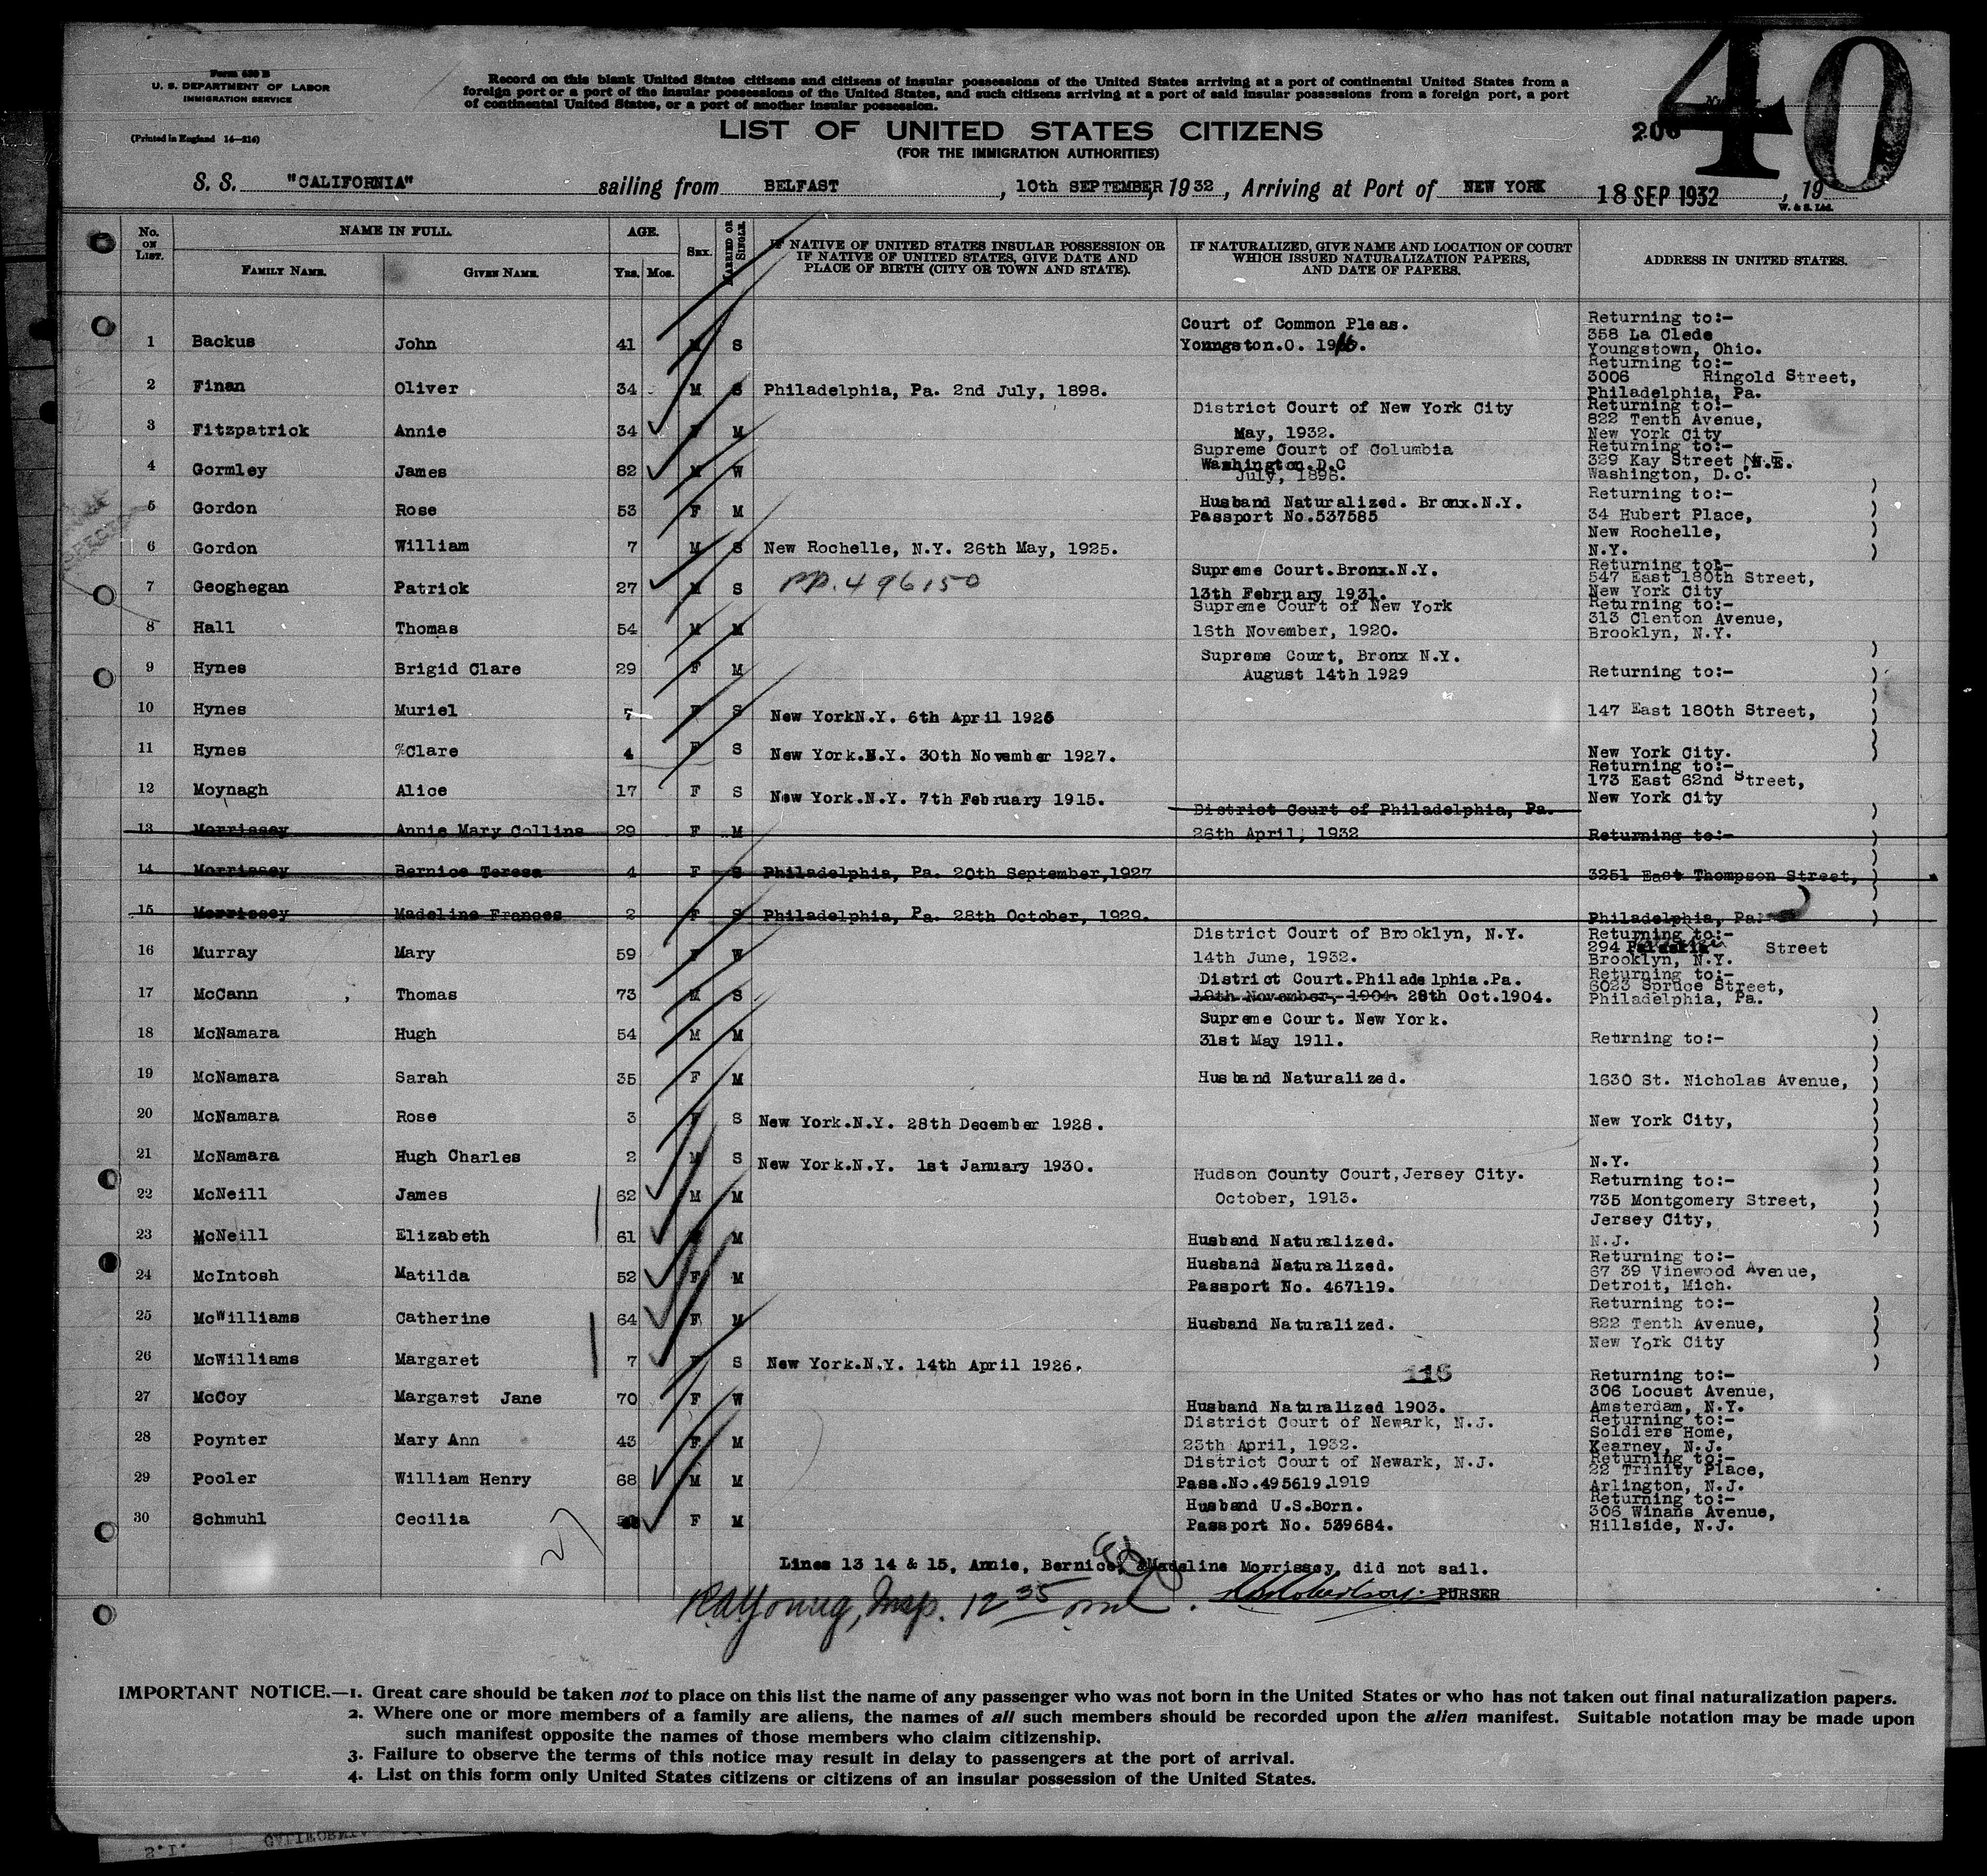 Form 630 B
U. S. DEPARTMENT OF LABOR
IMMIGRATION SERVICE
(Printed in England 14—216)
Record on this blank United States citizens and citizens of insular possessions of the United States arriving at a port of continental United States from a
foreign port or a port of the insular possessions of the United States, and such citizens arriving at a port of said insular possessions from a foreign port, a port
of continental United States, or a port of another insular possession.
LIST OF UNITED STATES CITIZENS
(FOR THE IMMIGRATION AUTHORITIES)
206
40
S. S. "CALIFORNIA" sailing from BELFAST, 10th SEPTEMBER, 1932, Arriving at Port of NEW YORK 18 SEP 1932, 19
W. & S. Ltd.
No. ON LIST. NAME IN FULL. FAMILY NAME. GIVEN NAME. AGE. YRS. MOS. SEX. MARRIED OR SINGLE. IF NATIVE OF UNITED STATES INSULAR POSSESSION OR IF NATIVE OF UNITED STATES, GIVE DATE AND PLACE OF BIRTH (CITY OR TOWN AND STATE). IF NATURALIZED, GIVE NAME AND LOCATION OF COURT WHICH ISSUED NATURALIZATION PAPERS, AND DATE OF PAPERS. ADDRESS IN UNITED STATES.
1 Backus John 41 M S Court of Common Pleas. Youngston.O. Returning to:- 358 La Clede Youngstown, Ohio.
2 Finan Oliver 34 M S Philadelphia, Pa. 2nd July, 1898. Returning to:- 3006 Ringold Street, Philadelphia, Pa.
3 Fitzpatrick Annie 34 F M District Court of New York City May, 1932. Returning to:- 822 Tenth Avenue, New York City
4 Gormley James 82 M W Supreme Court of Columbia Washington.D.C July, 1896. Returning to:- 329 Kay Street N.E. Washington, D.c.
5 Gordon Rose 53 F M Husband Naturalized. Bronx.N.Y. Passport No.537585 Returning to:- 34 Hubert Place,
6 Gordon William 7 M S New Rochelle, N.Y. 26th May, 1925. New Rochelle, N.Y.
7 Geoghegan Patrick 27 M S PP. 496150 Supreme Court.Bronx.N.Y. 13th February 1931. Returning to:- 547 East 180th Street, New York City
8 Hall Thomas 54 M M Supreme Court of New York 16th November, 1920. Returning to:- 313 Clenton Avenue, Brooklyn, N.Y.
9 Hynes Brigid Clare 29 F M Supreme Court, Bronx N.Y. August 14th 1929 Returning to:-
10 Hynes Muriel 7 F S New YorkN.Y. 6th April 1925 147 East 180th Street,
11 Hynes %Clare 4 F S New York.N.Y. 30th November 1927. New York City.
12 Moynagh Alice 17 F S New York.N.Y. 7th February 1915. Returning to:- 173 East 62nd Street, New York City
13 Morrissey Annie Mary Collins 29 F M District Court of Philadelphia, Pa. 26th April, 1932 Returning to:-
14 Morrissey Bernice Teresa 4 F S Philadelphia, Pa. 20th September,1927 3251 East Thompson Street,
15 Morrissey Madeline Frances 2 F S Philadelphia, Pa. 28th October, 1929. Philadelphia, Pa.
16 Murray Mary 59 F W District Court of Brooklyn, N.Y. 14th June, 1932. Returning to:- 294 Street Brooklyn, N.Y.
17 McCann Thomas 73 M S District Court.Philadelphia.Pa. 19th November, 1904. 28th Oct.1904. Returning to:- 6023 Spruce Street, Philadelphia, Pa.
18 McNamara Hugh 54 M M Supreme Court. New York. 31st May 1911. Returning to:-
19 McNamara Sarah 35 F M Husband Naturalized. 1630 St. Nicholas Avenue,
20 McNamara Rose 3 F S New York.N.Y. 28th December 1928. New York City,
21 McNamara Hugh Charles 2 M S New York.N.Y. 1st January 1930. N.Y.
22 McNeill James 62 M M Hudson County Court,Jersey City. October, 1913. Returning to:- 735 Montgomery Street,
23 McNeill Elizabeth 61 M Husband Naturalized. Jersey City, N.J.
24 McIntosh Matilda 52 F M Husband Naturalized. Passport No. 467119. Returning to:- 67 39 Vinewood Avenue, Detroit, Mich.
25 McWilliams Catherine 64 F M Husband Naturalized. Returning to:- 822 Tenth Avenue,
26 McWilliams Margaret 7 F S New York.N.Y. 14th April 1926. New York City
27 McCoy Margaret Jane 70 F W Husband Naturalized 1903. Returning to:- 306 Locust Avenue, Amsterdam, N.Y.
28 Poynter Mary Ann 43 F M District Court of Newark, N.J. 25th April, 1932. Returning to:- Soldiers Home, Kearney, N.J.
29 Pooler William Henry 68 M M District Court of Newark, N.J. Pass.No.495619.1919 Returning to:- 22 Trinity Place, Arlington, N.J.
30 Schmuhl Cecilia F M Husband U.S.Born. Passport No. 539684. Returning to:- 306 Winans Avenue, Hillside, N.J.
27
Lines 13 14 & 15, Annie, Bernice, &Madeline Morrissey, did not sail.
RAYoung, Insp. 12 35 PURSER
IMPORTANT NOTICE.—1. Great care should be taken not to place on this list the name of any passenger who was not born in the United States or who has not taken out final naturalization papers.
2. Where one or more members of a family are aliens, the names of all such members should be recorded upon the alien manifest. Suitable notation may be made upon
such manifest opposite the names of those members who claim citizenship.
3. Failure to observe the terms of this notice may result in delay to passengers at the port of arrival.
4. List on this form only United States citizens or citizens of an insular possession of the United States.